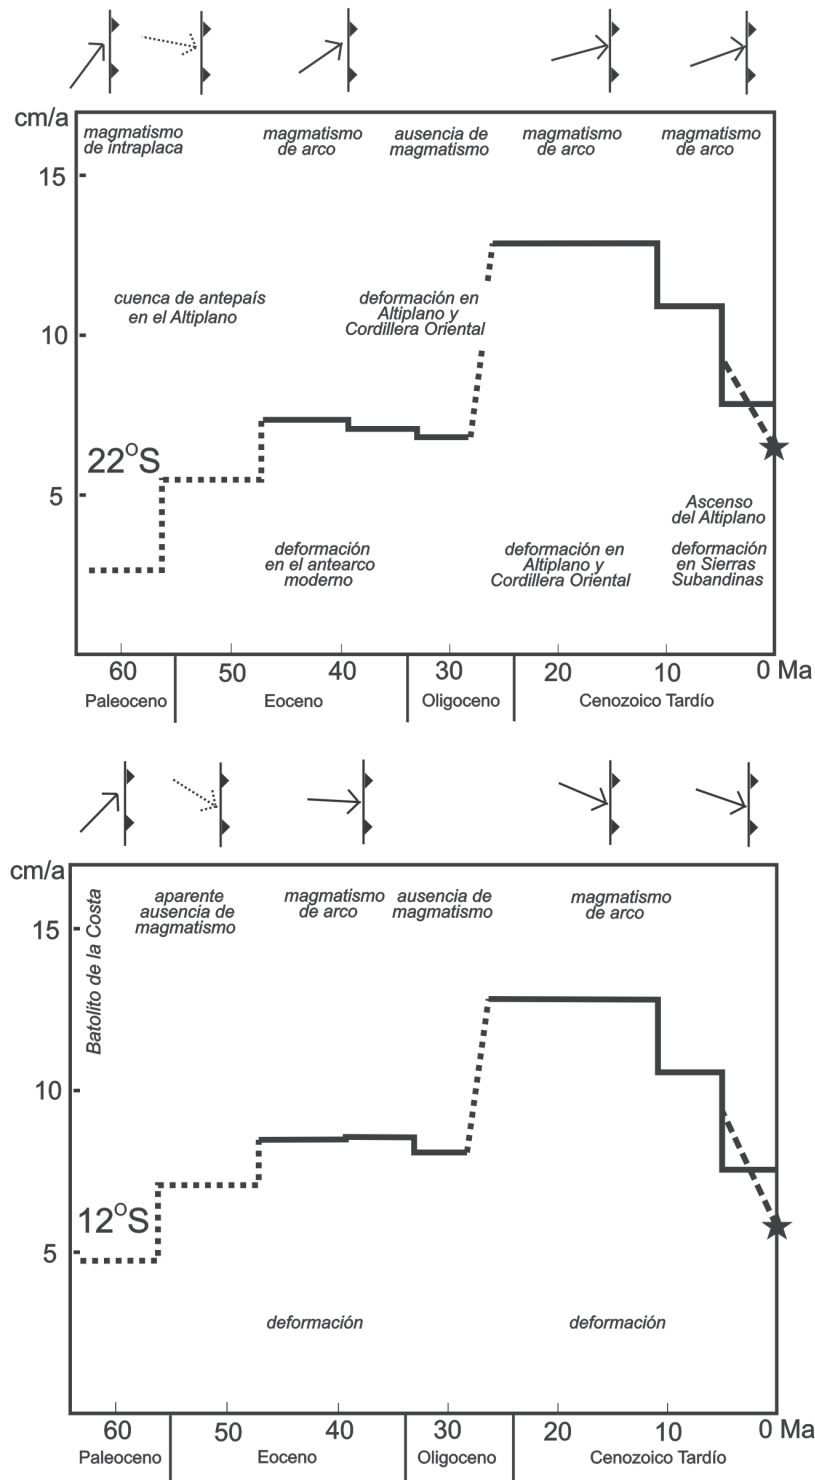 cm/a
magmatismo
de intraplaca
magmatismo
de arco
ausencia de
magmatismo
magmatismo
de arco
magmatismo
de arco
15
cuenca de antepaís
en el Altiplano
deformación en
Altiplano y
Cordillera Oriental
10
22°S
5
Ascenso
del Altiplano
deformación
en el antearco
moderno
deformación en
Altiplano y
Cordillera Oriental
deformación
en Sierras
Subandinas
60 50 40 30 20 10 0 Ma
Paleoceno Eoceno Oligoceno Cenozoico Tardío
cm/a
Batolito de la Costa
aparente
ausencia de
magmatismo
magmatismo
de arco
ausencia de
magmatismo
magmatismo
de arco
15
10
12°S
5
deformación
deformación
60 50 40 30 20 10 0 Ma
Paleoceno Eoceno Oligoceno Cenozoico Tardío